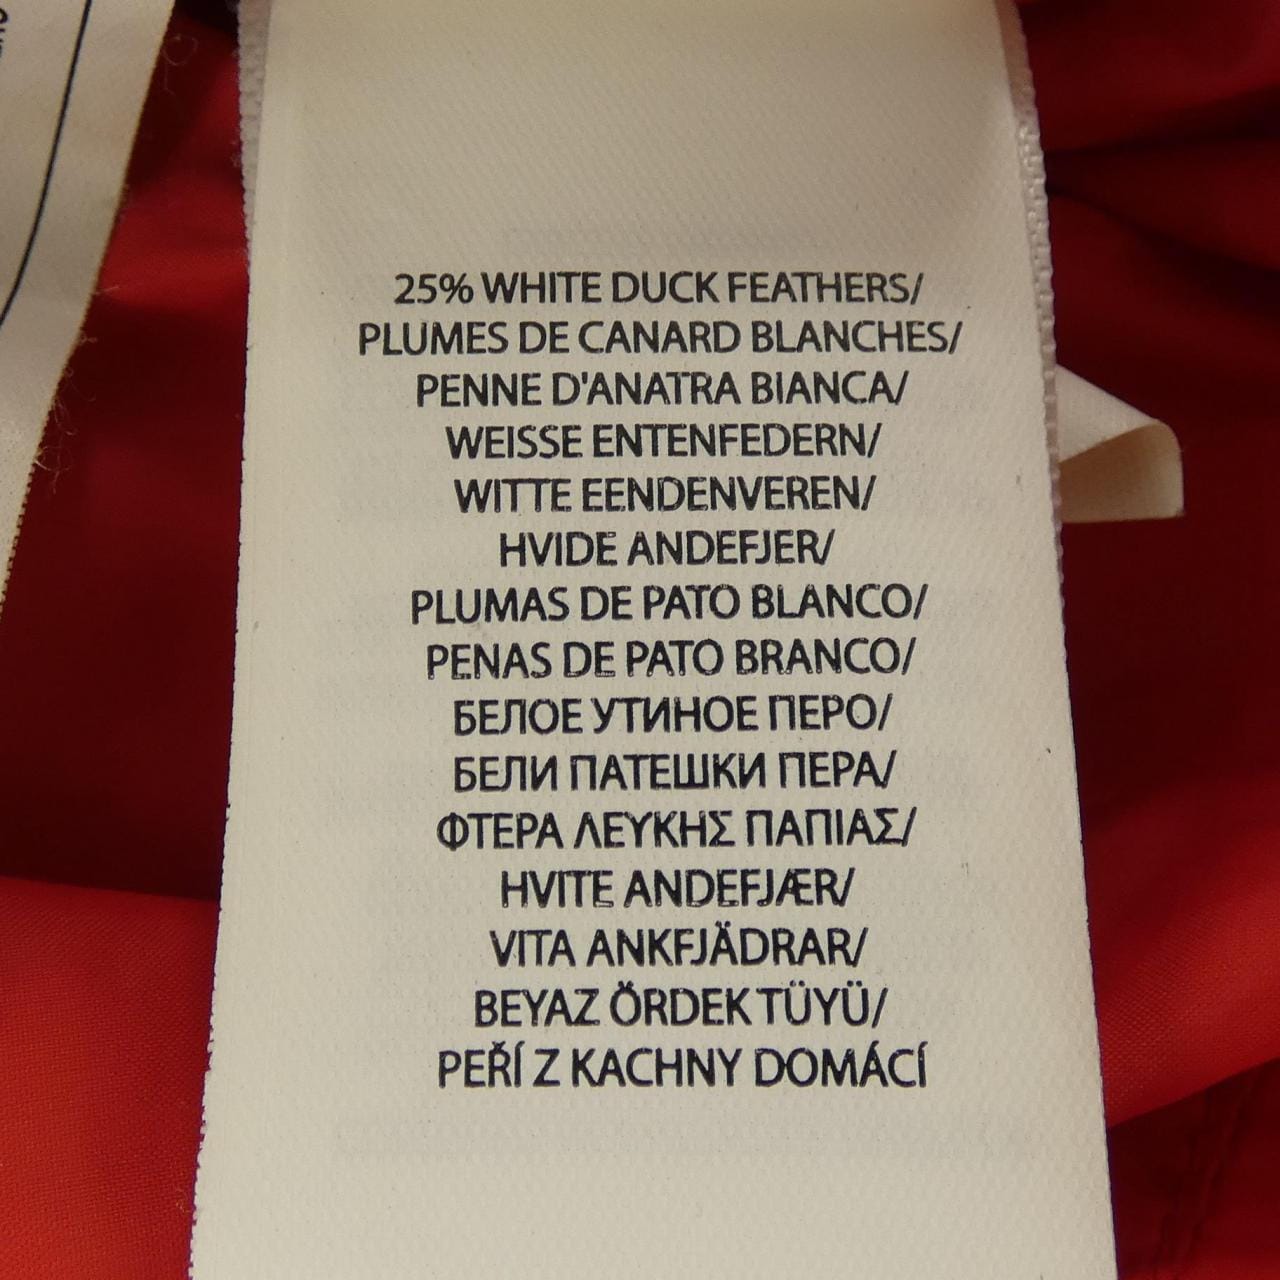 25% WHITE DUCK FEATHERS/
PLUMES DE CANARD BLANCHES/
PENNE D'ANATRA BIANCA/
WEISSE ENTENFEDERN/
WITTE EENDENVEREN/
HVIDE ANDEFJER/
PLUMAS DE PATO BLANCO/
PENAS DE PATO BRANCO/
БЕЛОЕ УТИНОЕ ПЕРО/
БЕЛИ ПАТЕШКИ ПЕРА/
ΦΤΕΡΑ ΛΕΥΚΗΣ ΠΑΠΙΑΣ/
HVITE ANDEFJÆR/
VITA ANKFJÄDRAR/
BEYAZ ÖRDEK TÜYÜ/
PEŘÍ Z KACHNY DOMÁCÍ